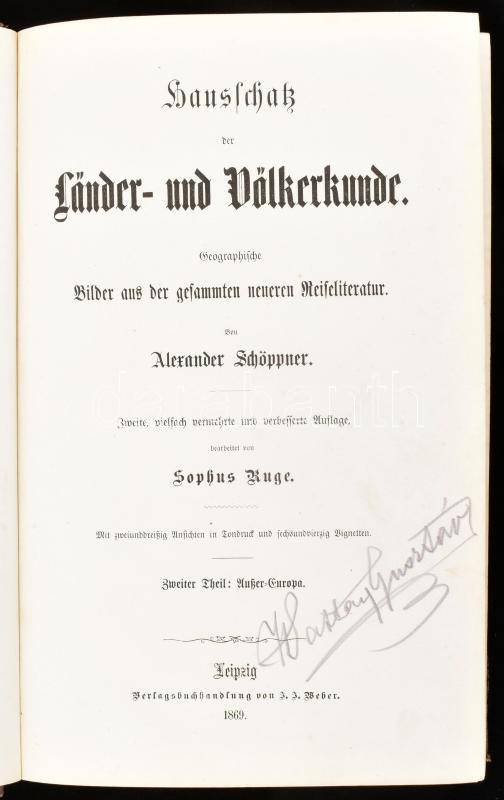 Hausschatz
der
Länder- und Völkerkunde.
Geographische
Bilder aus der gesammten neueren Reiseliteratur.
Von
Alexander Schöppner.
Zweite, vielfach vermehrte und verbesserte Auflage,
bearbeitet von
Sophus Ruge.
Mit zweiunddreißig Ansichten in Tondruck und sechsundvierzig Vignetten.
Zweiter Theil: Außer-Europa.
Leipzig
Verlagsbuchhandlung von J. J. Weber.
1869.
darabanth